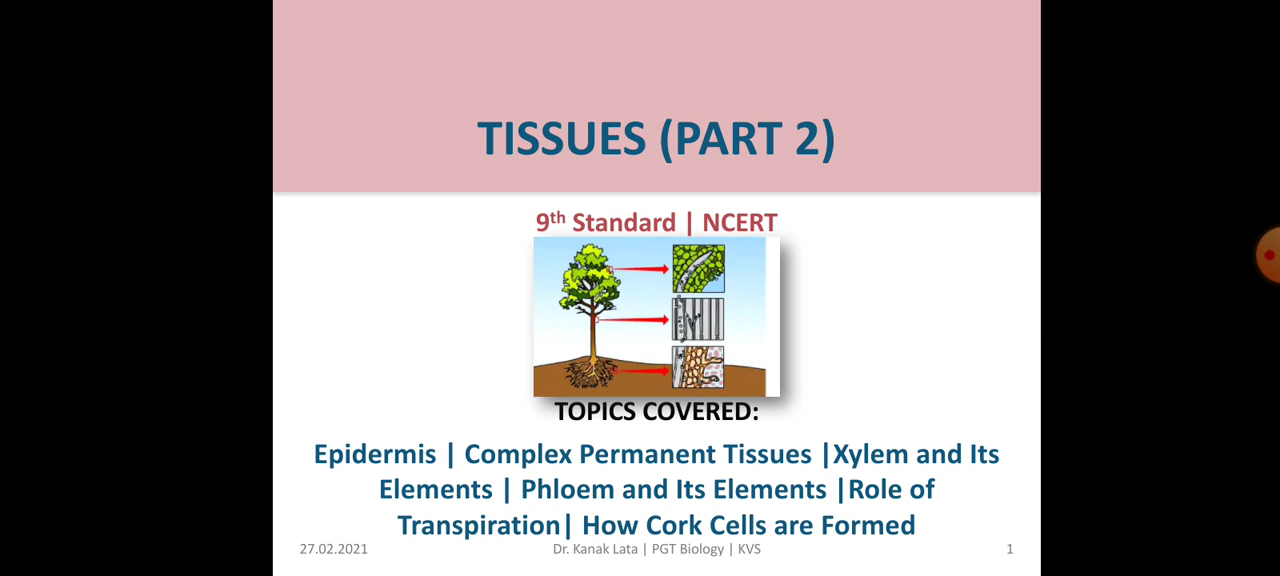 TISSUES (PART 2)
9th Standard | NCERT
TOPICS COVERED:
Epidermis | Complex Permanent Tissues |Xylem and Its
Elements | Phloem and Its Elements |Role of
Transpiration| How Cork Cells are Formed
27.02.2021 Dr. Kanak Lata | PGT Biology | KVS 1